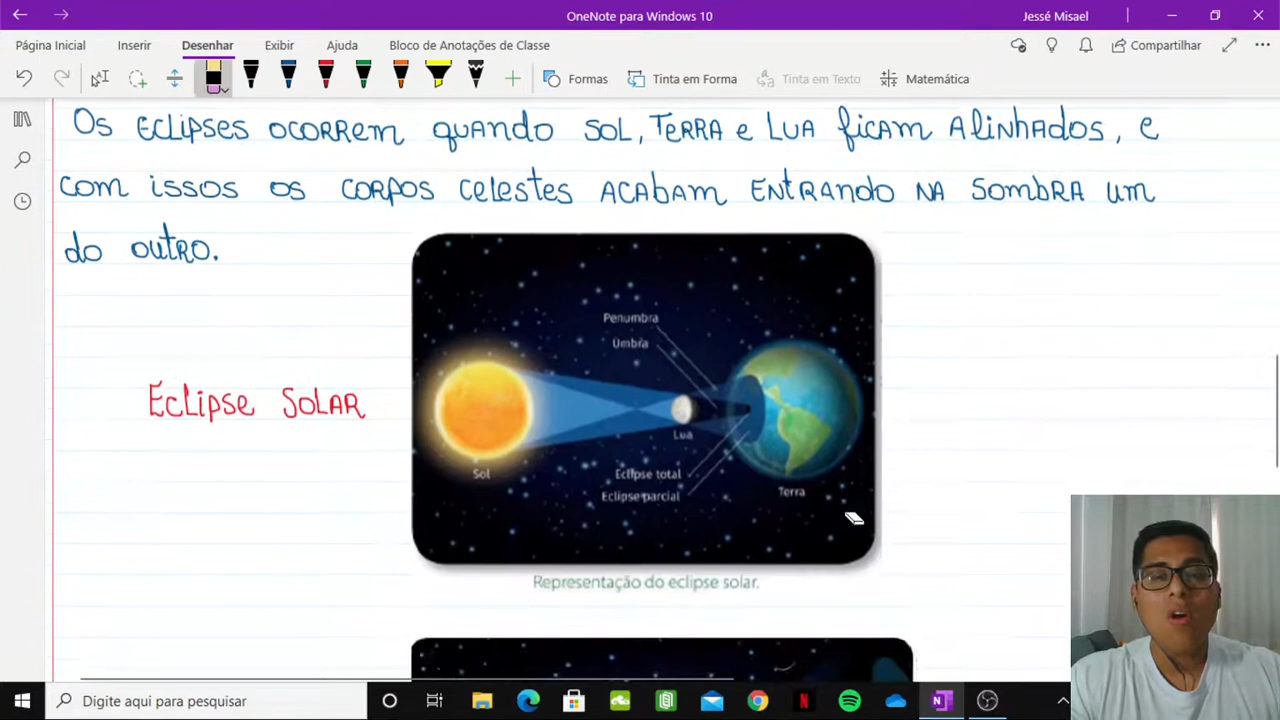 OneNote para Windows 10
Jessé Misael
Página Inicial
Inserir
Desenhar
Exibir
Ajuda
Bloco de Anotações de Classe
Compartilhar
Formas
Tinta em Forma
Tinta em Texto
Matemática
Os Eclipses ocorrem quando Sol, Terra e Lua ficam alinhados, e
com issos os corpos celestes acabam entrando na sombra um
do outro.
Penumbra
Umbra
Eclipse Solar
Lua
Sol
Eclipse total
Eclipse parcial
Terra
Representação do eclipse solar.
Digite aqui para pesquisar